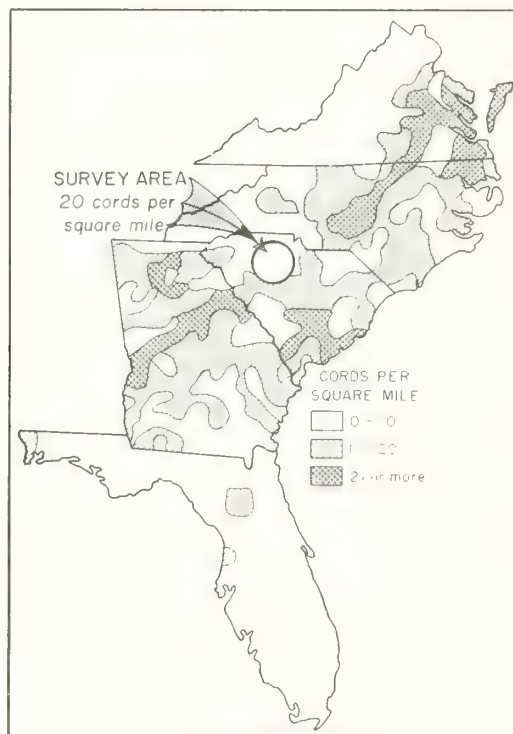 SURVEY AREA
20 cords per
square mile
CORDS PER
SQUARE MILE
or more